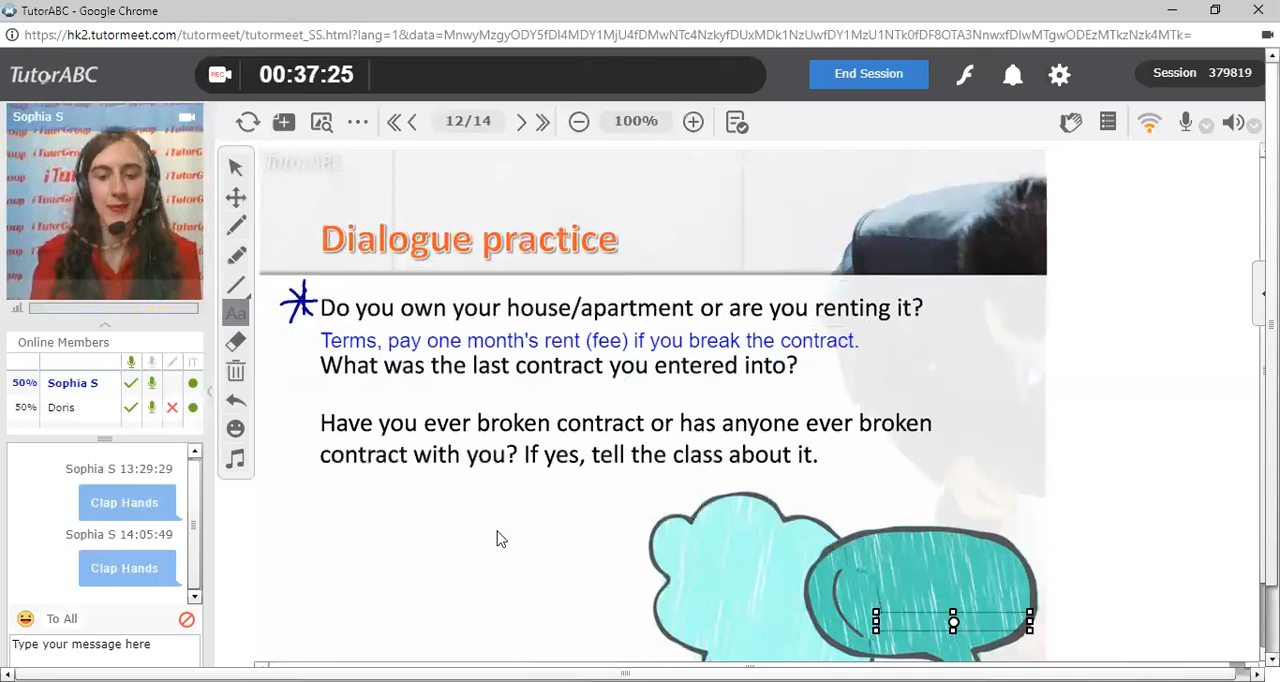 TutorABC - Google Chrome
https://hk2.tutormeet.com/tutormeet/tutormeet_SS.html?lang=1&data=
TutorABC
REC
00:37:25
End Session
Session 379819
Sophia S
12/14
100%
TutorABC
Dialogue practice
Do you own your house/apartment or are you renting it?
Terms, pay one month's rent (fee) if you break the contract.
What was the last contract you entered into?
Have you ever broken contract or has anyone ever broken
contract with you? If yes, tell the class about it.
Online Members
IT
50% Sophia S
50% Doris
Sophia S 13:29:29
Clap Hands
Sophia S 14:05:49
Clap Hands
To All
Type your message here
Aa
iTutorGroup